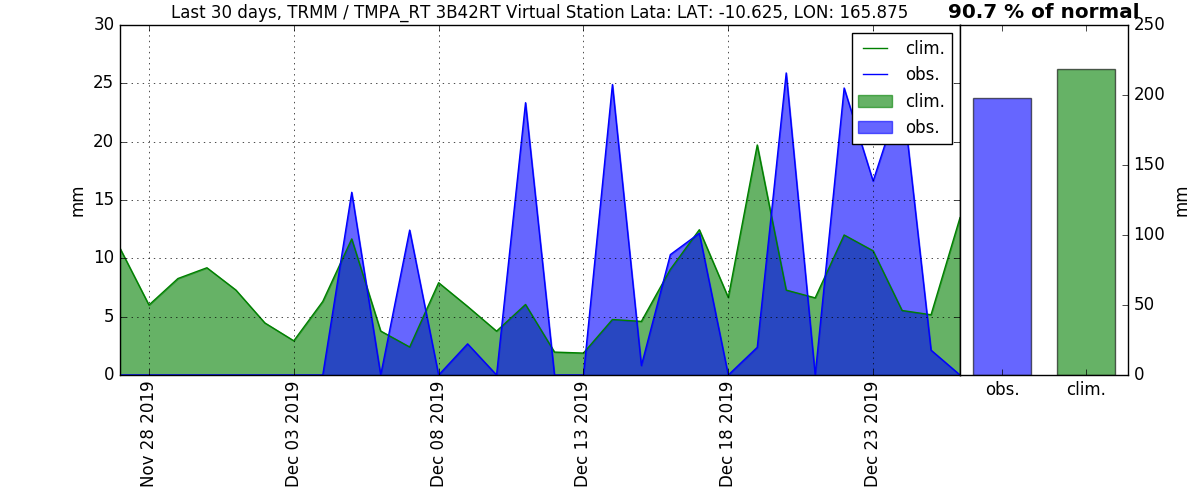 Last 30 days, TRMM / TMPA_RT 3B42RT Virtual Station Lata: LAT: -10.625, LON: 165.875
90.7 % of normal
30
25
20
15
10
5
0
mm
clim.
obs.
clim.
obs.
250
200
150
100
50
0
mm
obs.
clim.
Nov 28 2019
Dec 03 2019
Dec 08 2019
Dec 13 2019
Dec 18 2019
Dec 23 2019